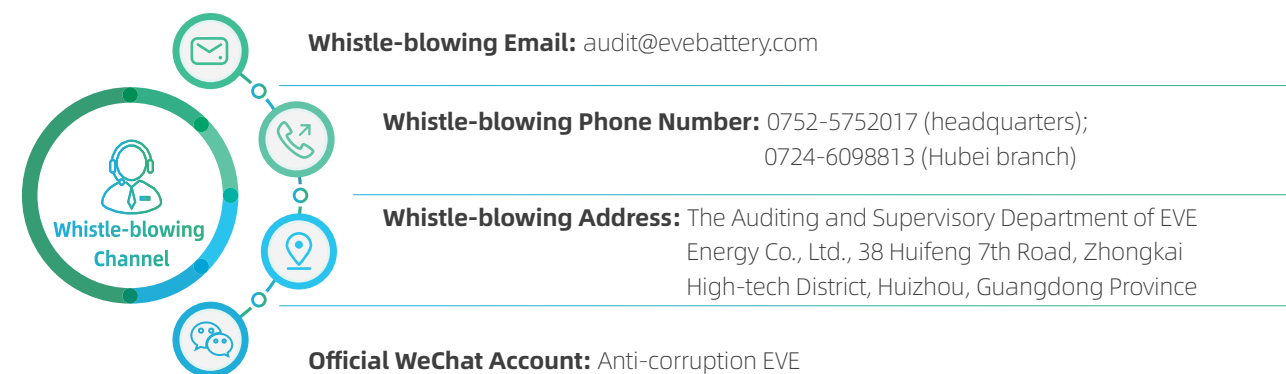 Whistle-blowing Email: audit@evebattery.com
Whistle-blowing Phone Number: 0752-5752017 (headquarters);
0724-6098813 (Hubei branch)
Whistle-blowing
Channel
Whistle-blowing Address: The Auditing and Supervisory Department of EVE
Energy Co., Ltd., 38 Huifeng 7th Road, Zhongkai
High-tech District, Huizhou, Guangdong Province
Official WeChat Account: Anti-corruption EVE